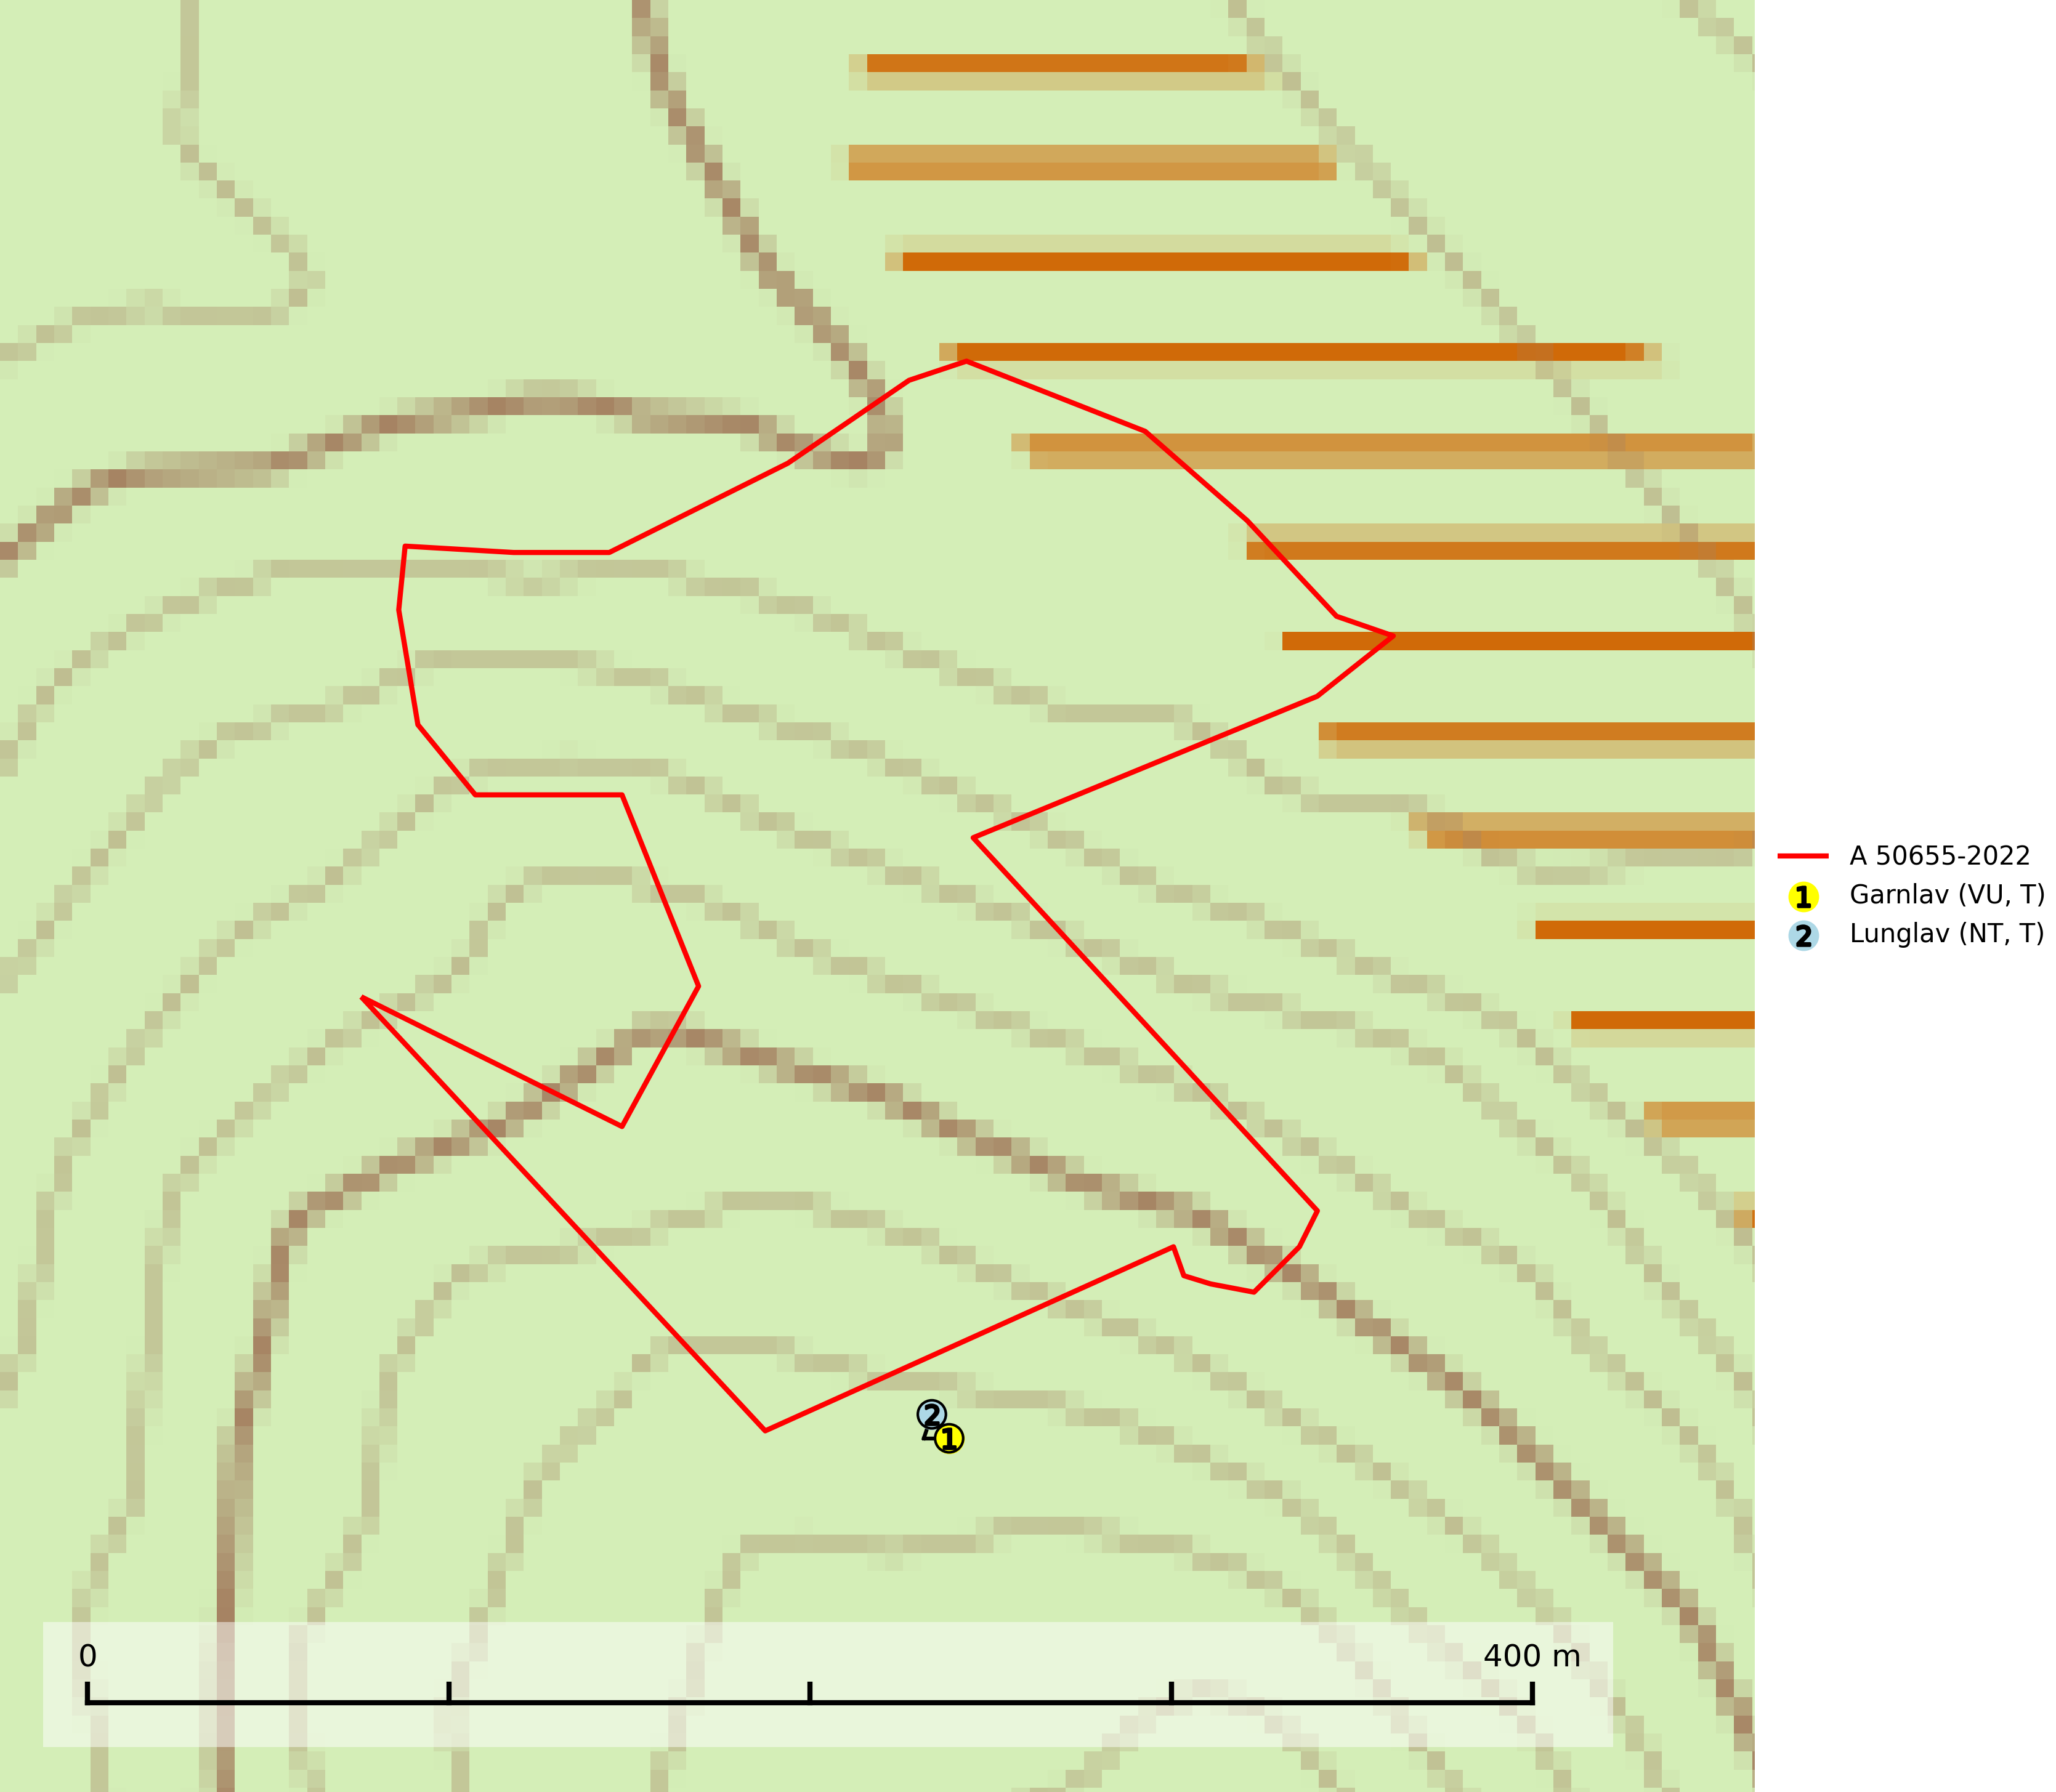 A 50655-2022
1 Garnlav (VU, T)
2 Lunglav (NT, T)
2
1
0 400 m